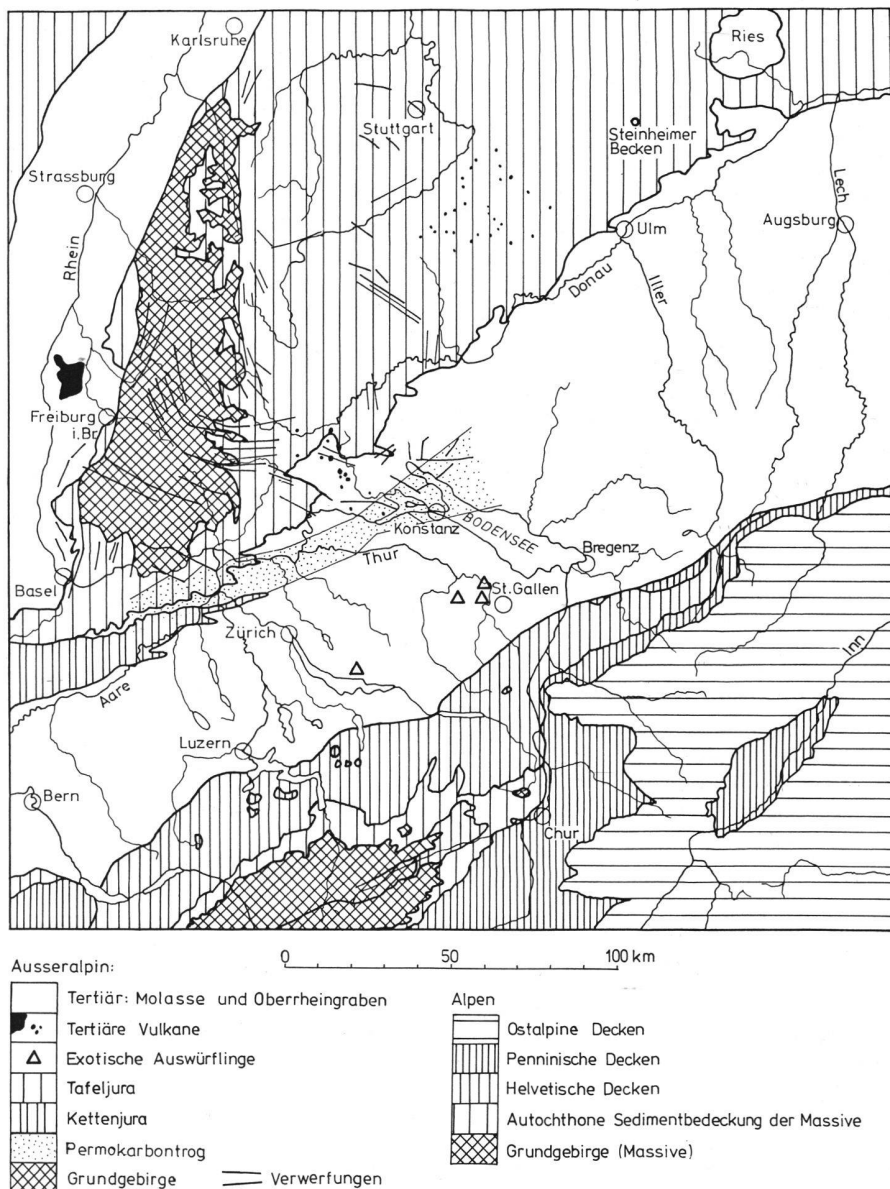 Karlsruhe
Ries
Stuttgart
Steinheimer
Becken
Strassburg
Lech
Rhein
Ulm
Augsburg
Donau
Iller
Freiburg
i.Br.
Konstanz
BODENSEE
Thur
Bregenz
Basel
St.Gallen
Zürich
Inn
Aare
Luzern
Bern
Chur
0 50 100 km
Ausseralpin:
Tertiär: Molasse und Oberrheingraben
Tertiäre Vulkane
Exotische Auswürflinge
Tafeljura
Kettenjura
Permokarbontrog
Grundgebirge
Verwerfungen
Alpen
Ostalpine Decken
Penninische Decken
Helvetische Decken
Autochthone Sedimentbedeckung der Massive
Grundgebirge (Massive)